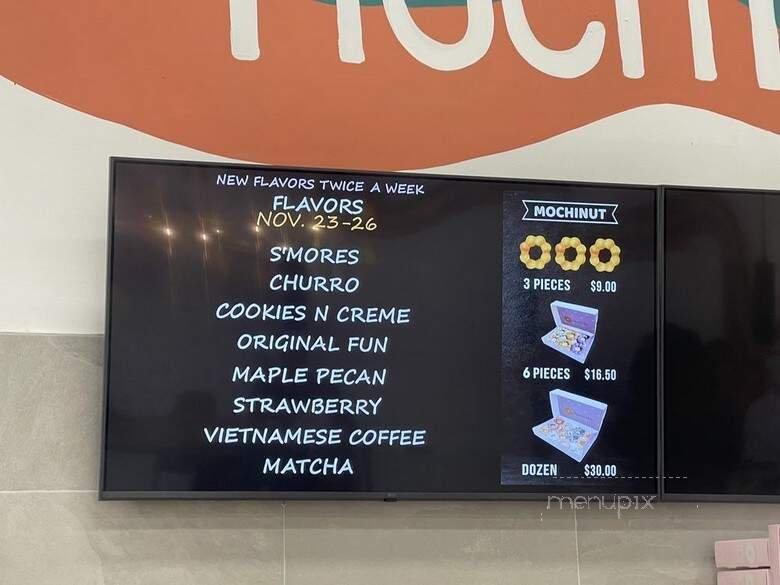 NEW FLAVORS TWICE A WEEK
FLAVORS
NOV. 23-26
S'MORES
CHURRO
COOKIES N CREME
ORIGINAL FUN
MAPLE PECAN
STRAWBERRY
VIETNAMESE COFFEE
MATCHA
MOCHINUT
3 PIECES $9.00
6 PIECES $16.50
DOZEN $30.00
menupix